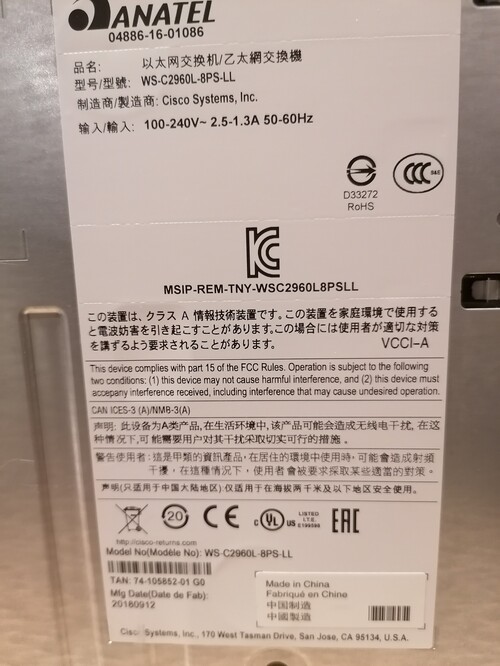 ANATEL
04886-16-01086
品名: 以太网交换机/乙太網交換機
型号/型號: WS-C2960L-8PS-LL
制造商/製造商: Cisco Systems, Inc.
输入/輸入: 100-240V~ 2.5-1.3A 50-60Hz
CCC S&E
D33272
RoHS
KC
MSIP-REM-TNY-WSC2960L8PSLL
この装置は、クラス A 情報技術装置です。この装置を家庭環境で使用すると電波妨害を引き起こすことがあります。この場合には使用者が適切な対策を講ずるよう要求されることがあります。 VCCI-A
This device complies with part 15 of the FCC Rules. Operation is subject to the following
two conditions: (1) this device may not cause harmful interference, and (2) this device must
accepany interference received, including interference that may cause undesired operation.
CAN ICES-3 (A)/NMB-3(A)
声明: 此设备为A类产品,在生活环境中,该产品可能会造成无线电干扰, 在这
种情况下,可能需要用户对其干扰采取切实可行的措施 。
警告使用者: 這是甲類的資訊產品，在居住的環境中使用時, 可能會造成射頻
干擾，在這種情況下，使用者會被要求採取某些適當的對策。
声明(只适用于中国大陆地区):仅适用于在海拔两千米及以下地区安全使用。
20 CE c UL US LISTED
I.T.E.
EAC
http://cisco-returns.com
Model No(Modèle No): WS-C2960L-8PS-LL
TAN: 74-105852-01 G0
Mfg Date(Date de Fab):
20160912
Made in China
Fabriqué en Chine
中国制造
中國製造
Cisco Systems, Inc., 170 West Tasman Drive, San Jose, CA 95134, U.S.A.